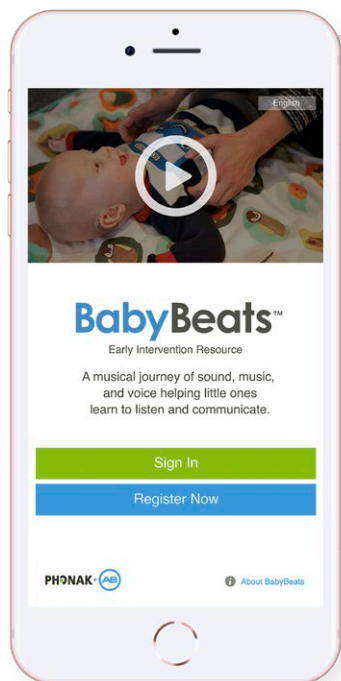 English
BabyBeats™
Early Intervention Resource
A musical journey of sound, music,
and voice helping little ones
learn to listen and communicate.
Sign In
Register Now
PHONAK + AB
i About BabyBeats